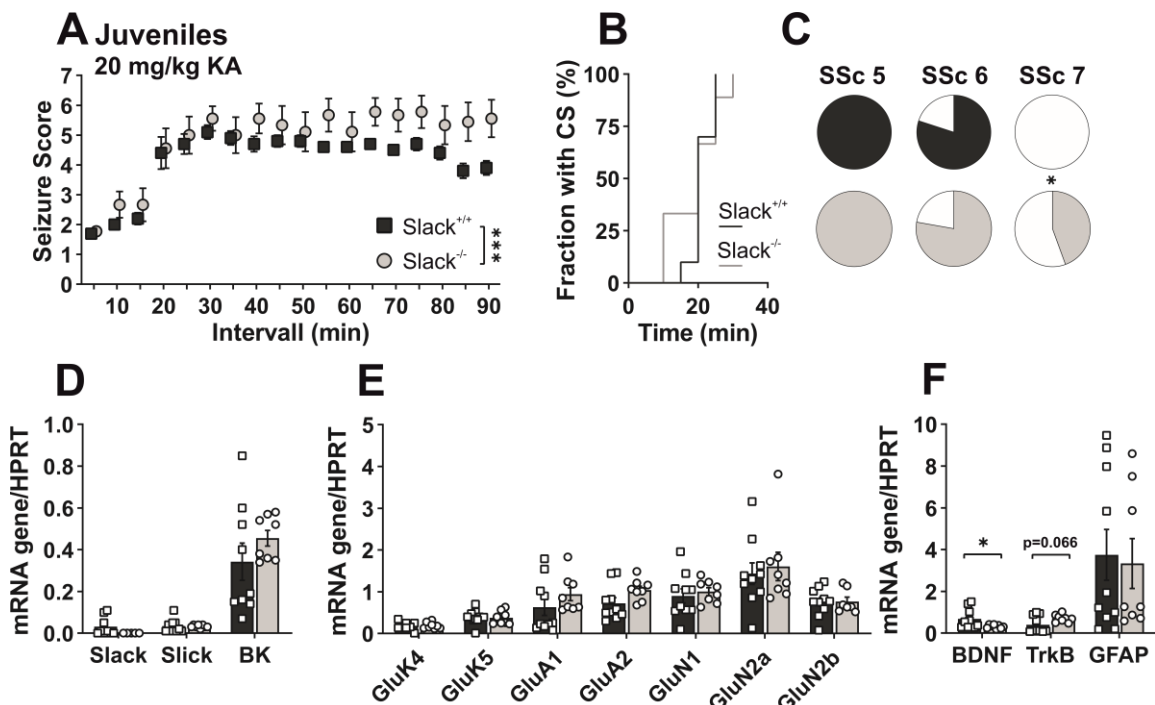 A Juveniles
20 mg/kg KA
Seizure Score
7
6
5
4
3
2
1
0
10 20 30 40 50 60 70 80 90
Intervall (min)
Slack+/+
Slack-/-
***
B
Fraction with CS (%)
100
75
50
25
0
0 20 40
Time (min)
Slack+/+
Slack-/-
C
SSc 5 SSc 6 SSc 7
*
D
mRNA gene/HPRT
1.0
0.8
0.6
0.4
0.2
0.0
Slack Slick BK
E
mRNA gene/HPRT
5
4
3
2
1
0
GluK4 GluK5 GluA1 GluA2 GluN1 GluN2a GluN2b
F
mRNA gene/HPRT
10
8
6
4
2
0
* p=0.066
BDNF TrkB GFAP